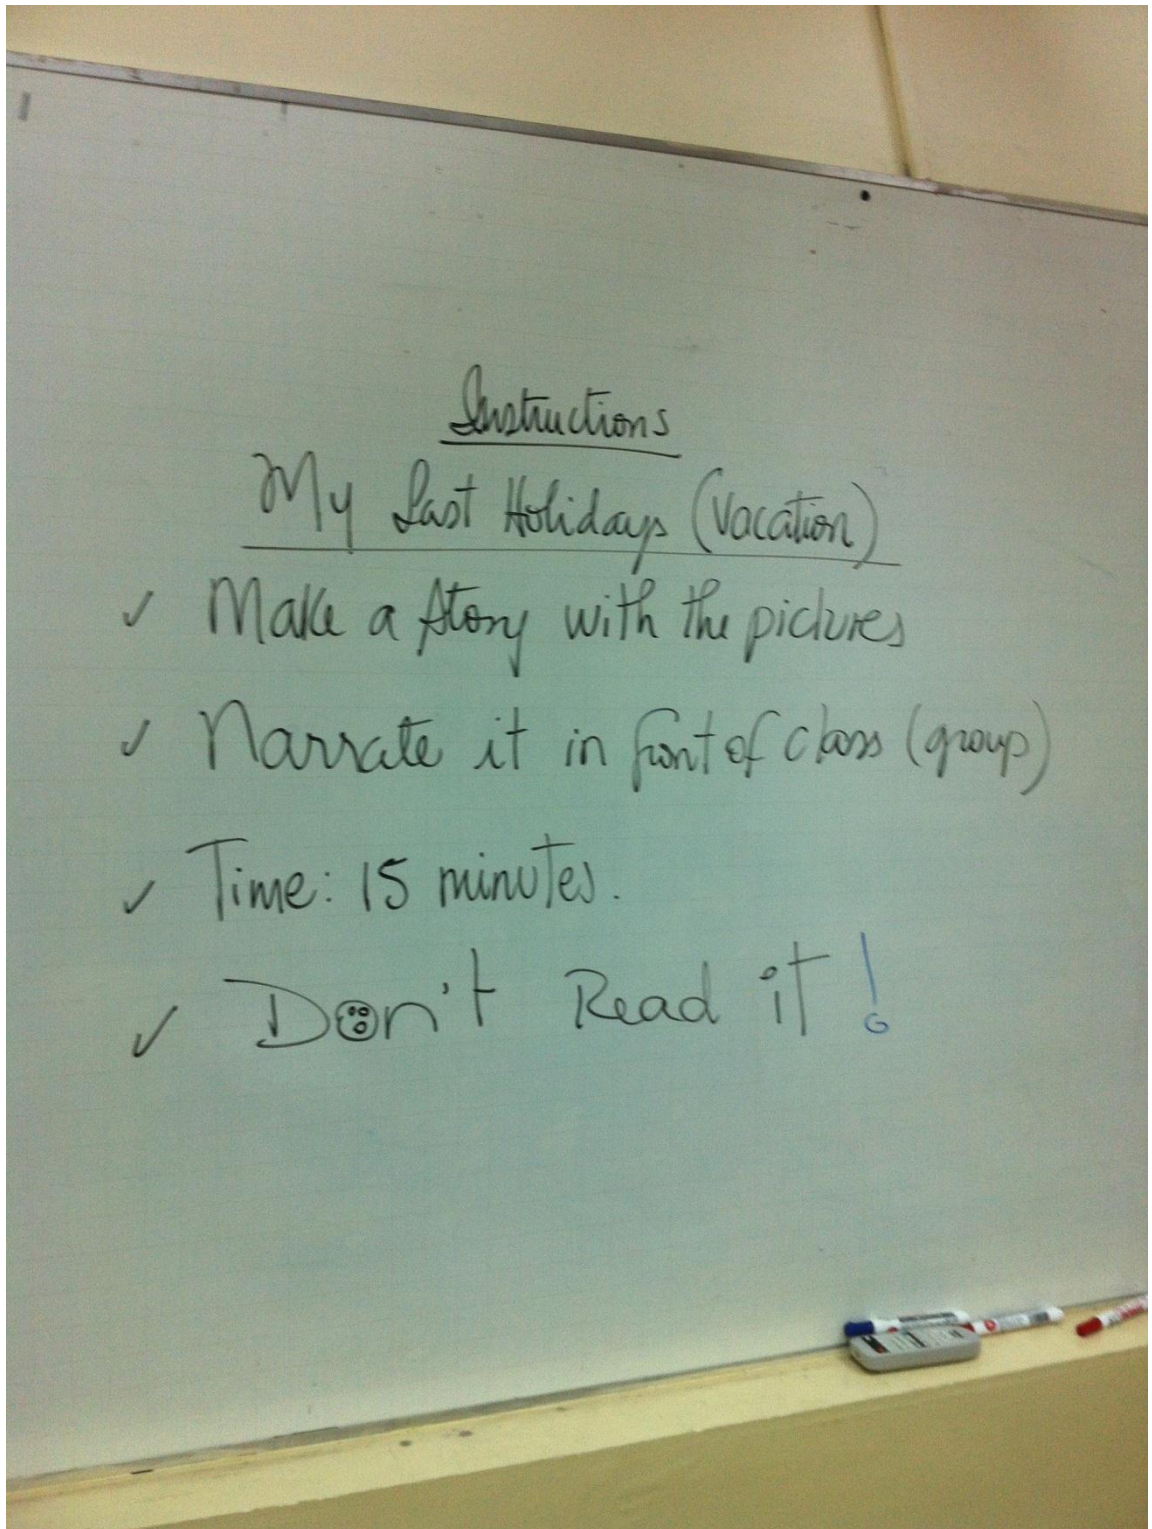 Instructions
My Last Holidays (Vacation)
✓ Make a story with the pictures
✓ Narrate it in front of class (group)
✓ Time: 15 minutes.
✓ Don't Read it!